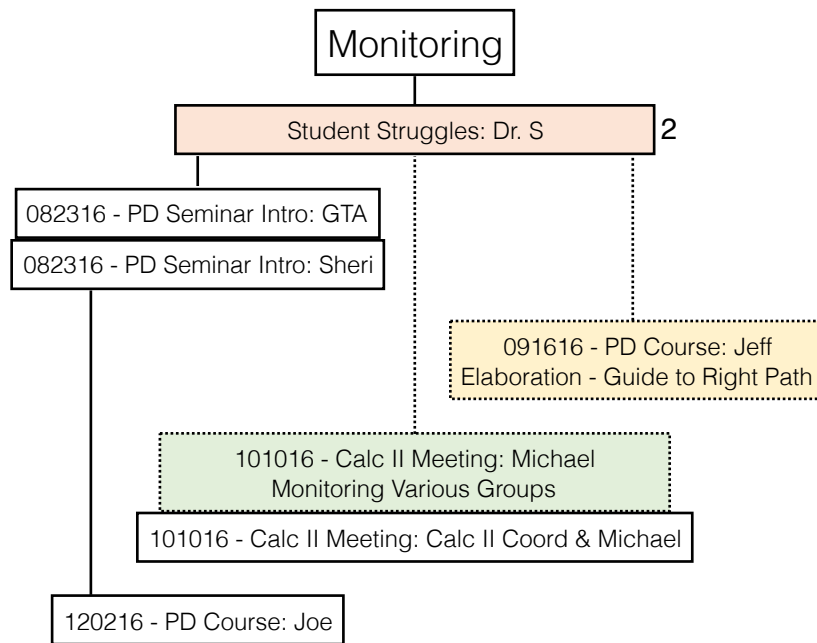 Monitoring
Student Struggles: Dr. S
2
082316 - PD Seminar Intro: GTA
082316 - PD Seminar Intro: Sheri
091616 - PD Course: Jeff
Elaboration - Guide to Right Path
101016 - Calc II Meeting: Michael
Monitoring Various Groups
101016 - Calc II Meeting: Calc II Coord & Michael
120216 - PD Course: Joe